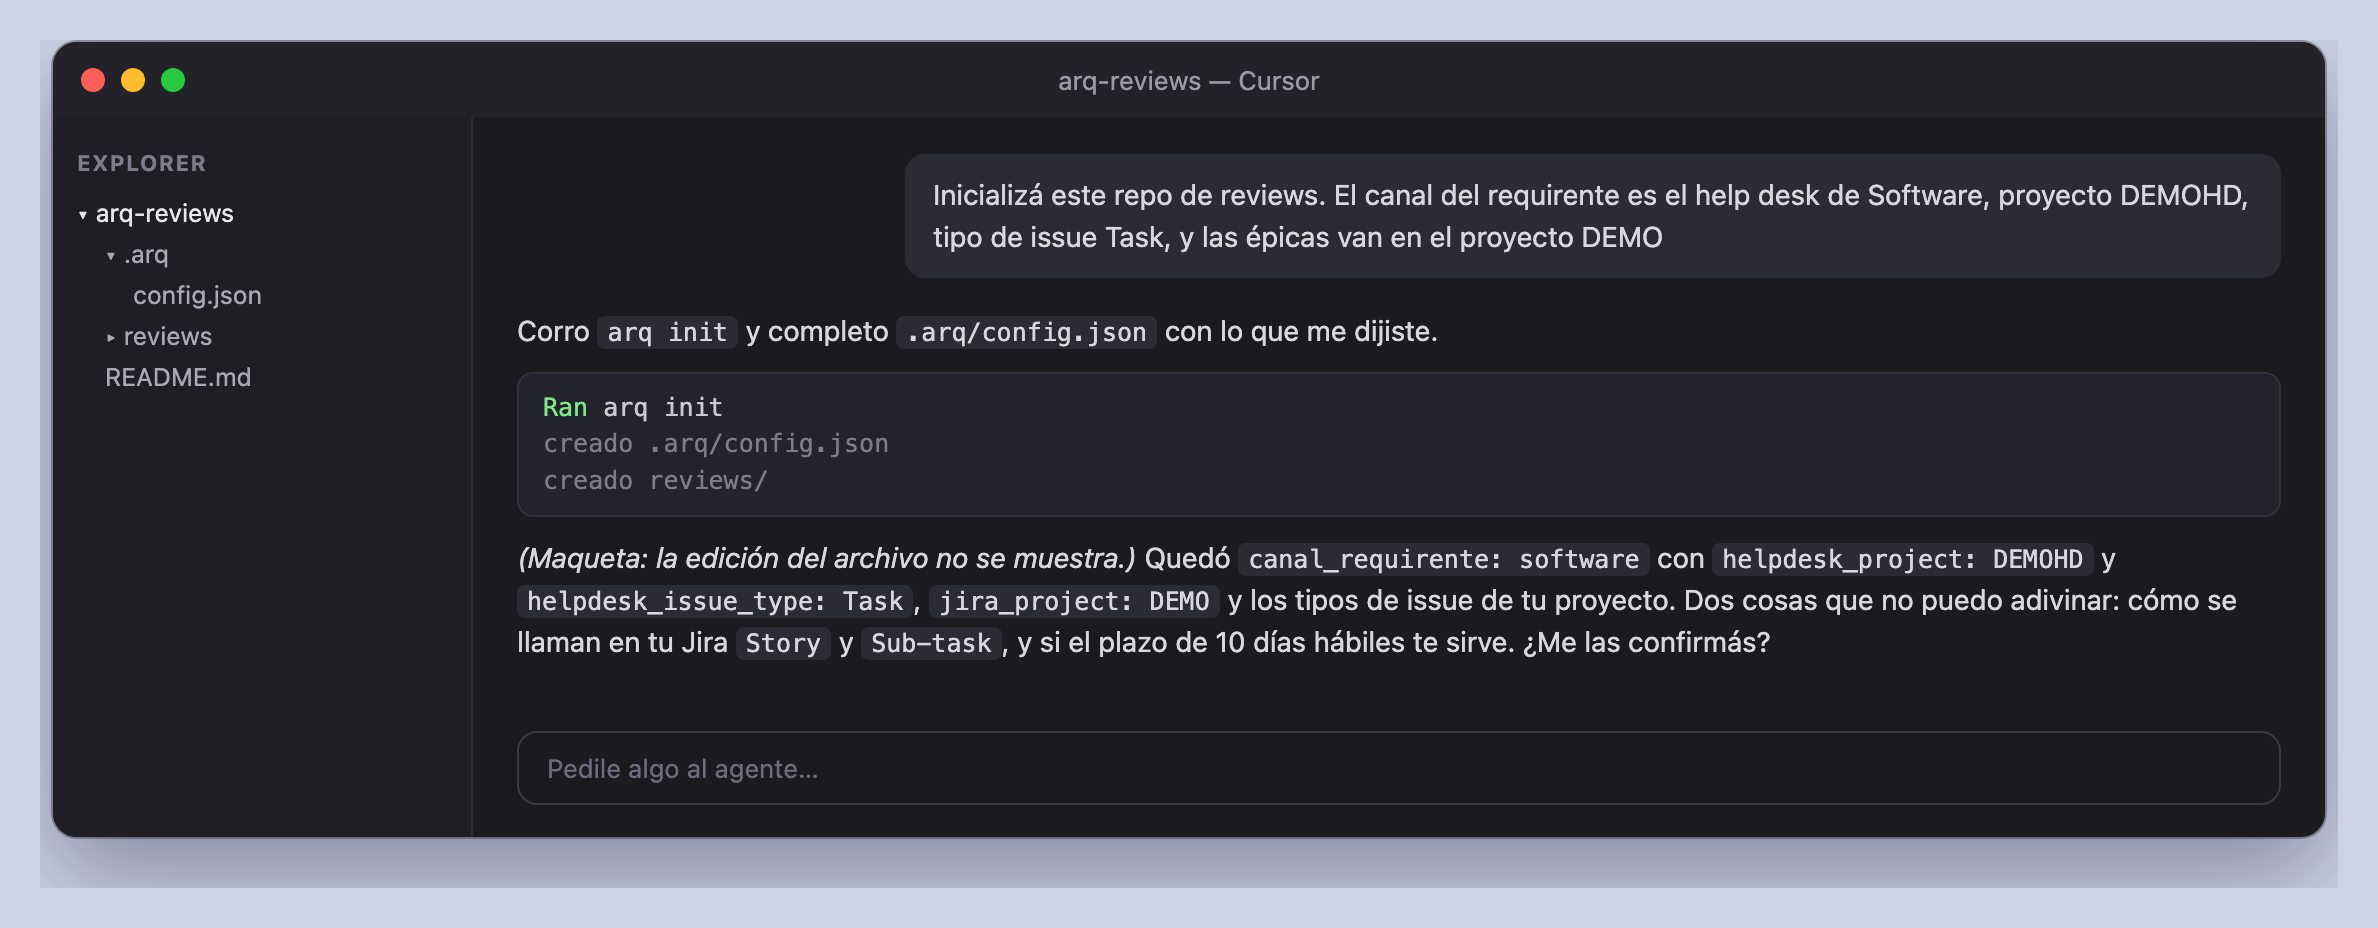 arq-reviews — Cursor
EXPLORER
▾ arq-reviews
▾ .arq
config.json
▸ reviews
README.md
Inicializá este repo de reviews. El canal del requirente es el help desk de Software, proyecto DEMOHD,
tipo de issue Task, y las épicas van en el proyecto DEMO
Corro arq init y completo .arq/config.json con lo que me dijiste.
Ran arq init
creado .arq/config.json
creado reviews/
(Maqueta: la edición del archivo no se muestra.) Quedó canal_requirente: software con helpdesk_project: DEMOHD y
helpdesk_issue_type: Task, jira_project: DEMO y los tipos de issue de tu proyecto. Dos cosas que no puedo adivinar: cómo se
llaman en tu Jira Story y Sub-task, y si el plazo de 10 días hábiles te sirve. ¿Me las confirmás?
Pedile algo al agente...